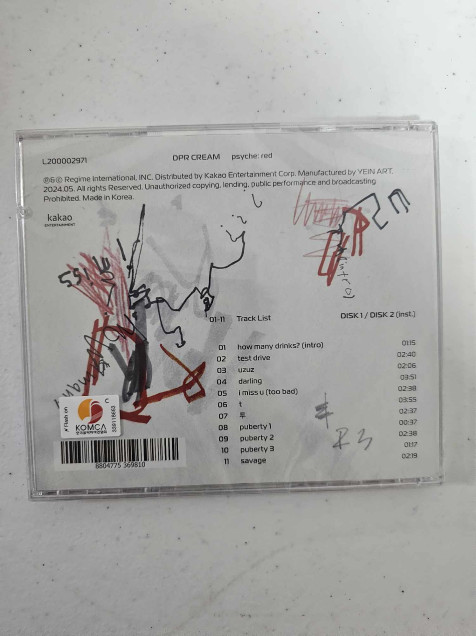 L200002971 DPR CREAM psyche: red
℗&© Regime International, INC. Distributed by Kakao Entertainment Corp. Manufactured by YEIN ART.
2024.05. All rights Reserved. Unauthorized copying, lending, public performance and broadcasting
Prohibited. Made in Korea.
kakao
ENTERTAINMENT
01-11 Track List DISK 1 / DISK 2 (inst.)
01 how many drinks? (intro) 01:15
02 test drive 02:40
03 uzuz 02:06
04 darling 03:51
05 i miss u (too bad) 02:38
06 t 03:55
07 투 02:37
08 puberty 1 00:37
09 puberty 2 02:38
10 puberty 3 01:17
11 savage 02:19
KOMCA
8804775 369810